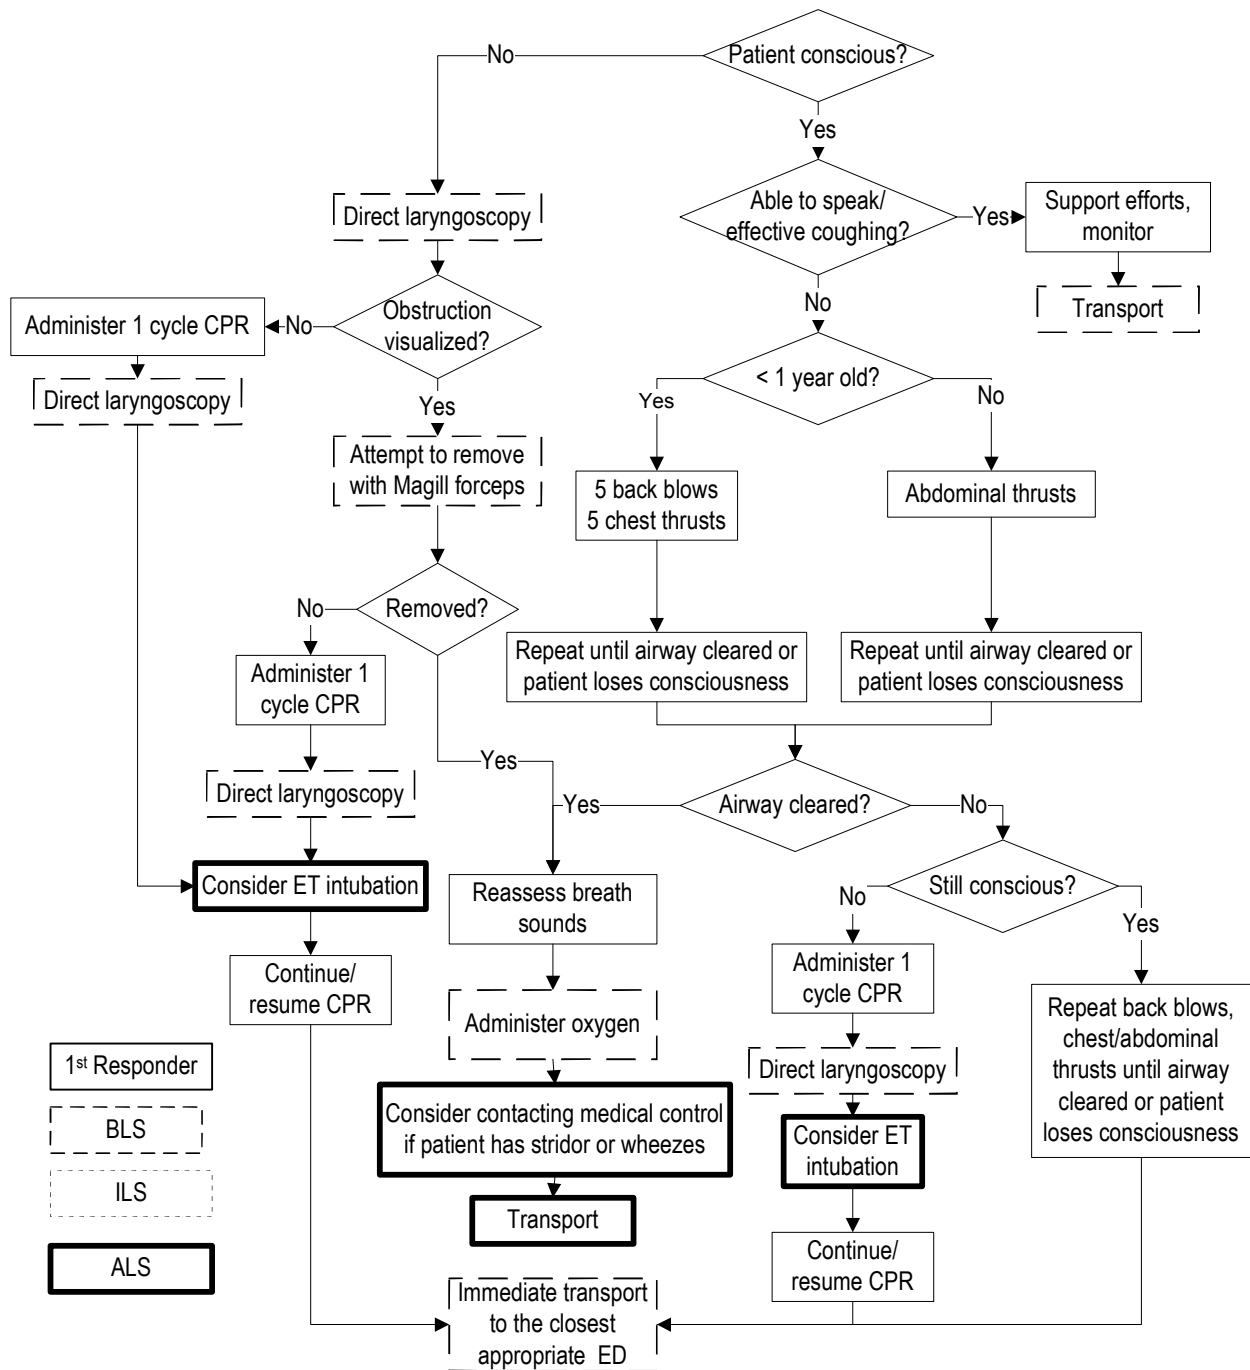 Patient conscious?
No
Yes
Direct laryngoscopy
Able to speak/
effective coughing?
Yes
Support efforts,
monitor
Transport
No
Obstruction
visualized?
No
Administer 1 cycle CPR
Direct laryngoscopy
Yes
Attempt to remove
with Magill forceps
< 1 year old?
Yes
No
5 back blows
5 chest thrusts
Abdominal thrusts
Removed?
No
Yes
Administer 1
cycle CPR
Direct laryngoscopy
Repeat until airway cleared or
patient loses consciousness
Repeat until airway cleared or
patient loses consciousness
Airway cleared?
Yes
No
Consider ET intubation
Continue/
resume CPR
Reassess breath
sounds
Administer oxygen
Consider contacting medical control
if patient has stridor or wheezes
Transport
Still conscious?
No
Yes
Administer 1
cycle CPR
Direct laryngoscopy
Consider ET
intubation
Continue/
resume CPR
Repeat back blows,
chest/abdominal
thrusts until airway
cleared or patient
loses consciousness
Immediate transport
to the closest
appropriate ED
1st Responder
BLS
ILS
ALS